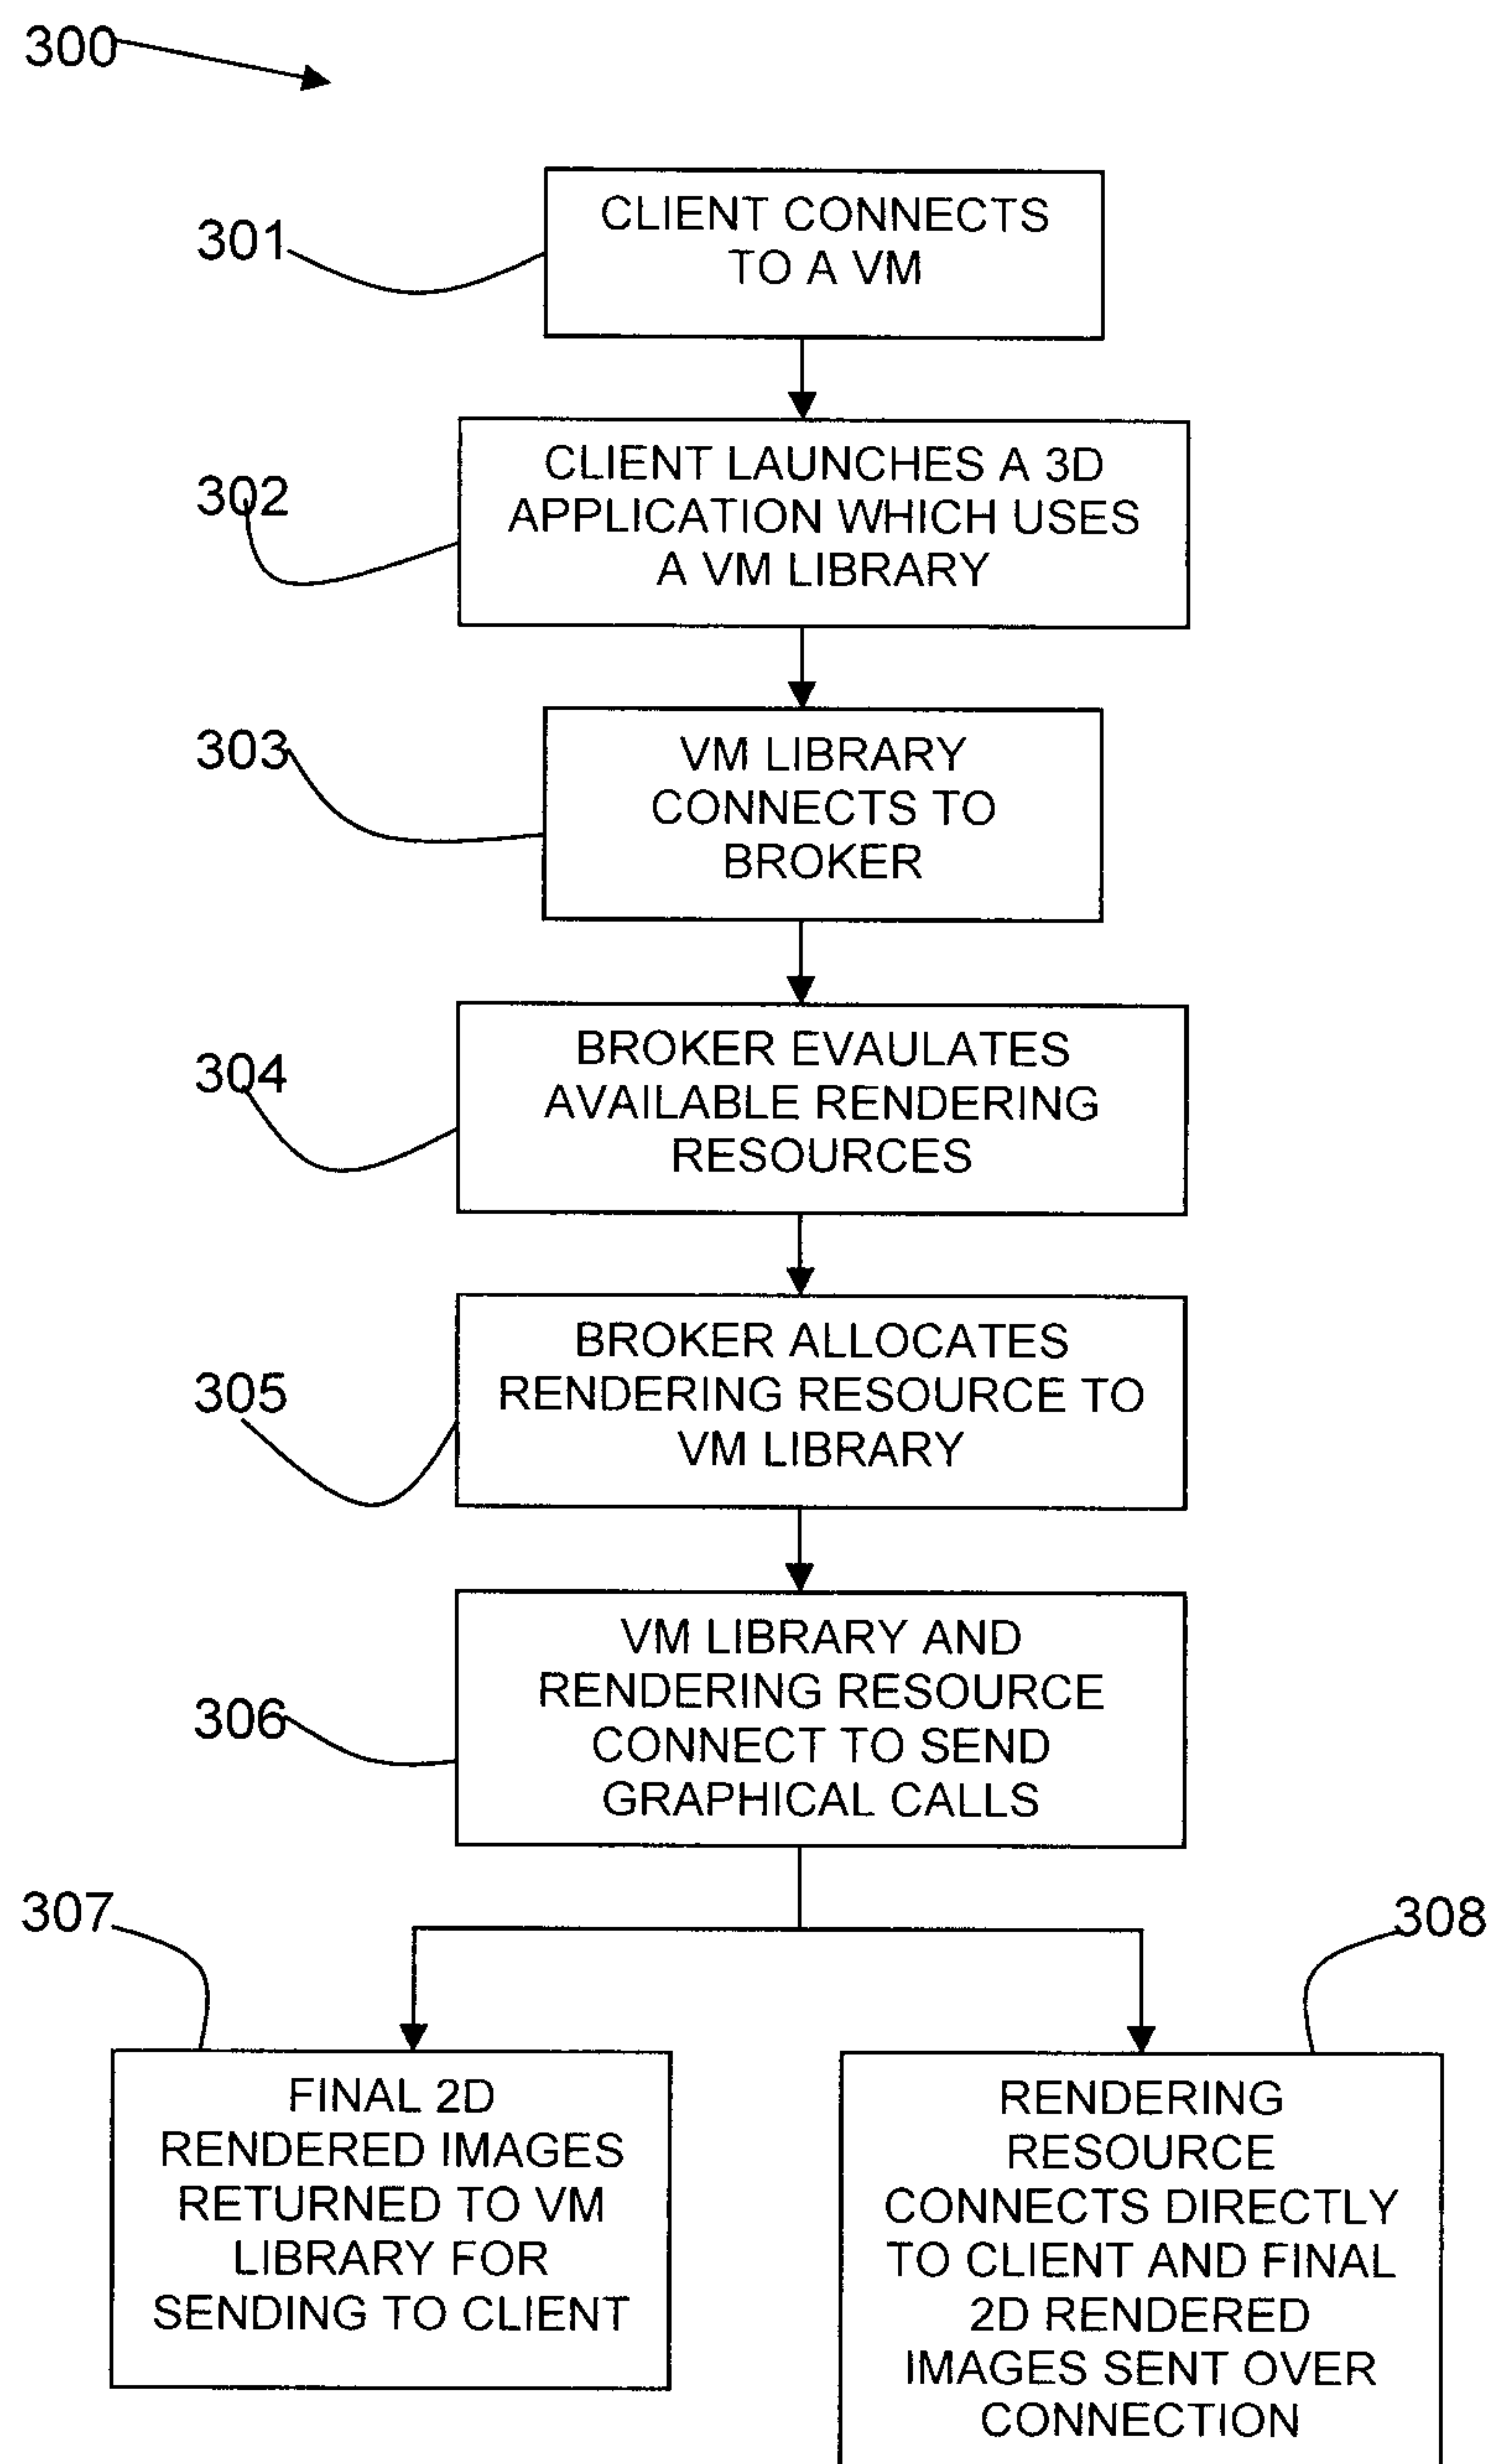 300
301
CLIENT CONNECTS
TO A VM
302
CLIENT LAUNCHES A 3D
APPLICATION WHICH USES
A VM LIBRARY
303
VM LIBRARY
CONNECTS TO
BROKER
304
BROKER EVAULATES
AVAILABLE RENDERING
RESOURCES
305
BROKER ALLOCATES
RENDERING RESOURCE TO
VM LIBRARY
306
VM LIBRARY AND
RENDERING RESOURCE
CONNECT TO SEND
GRAPHICAL CALLS
307
FINAL 2D
RENDERED IMAGES
RETURNED TO VM
LIBRARY FOR
SENDING TO CLIENT
308
RENDERING
RESOURCE
CONNECTS DIRECTLY
TO CLIENT AND FINAL
2D RENDERED
IMAGES SENT OVER
CONNECTION